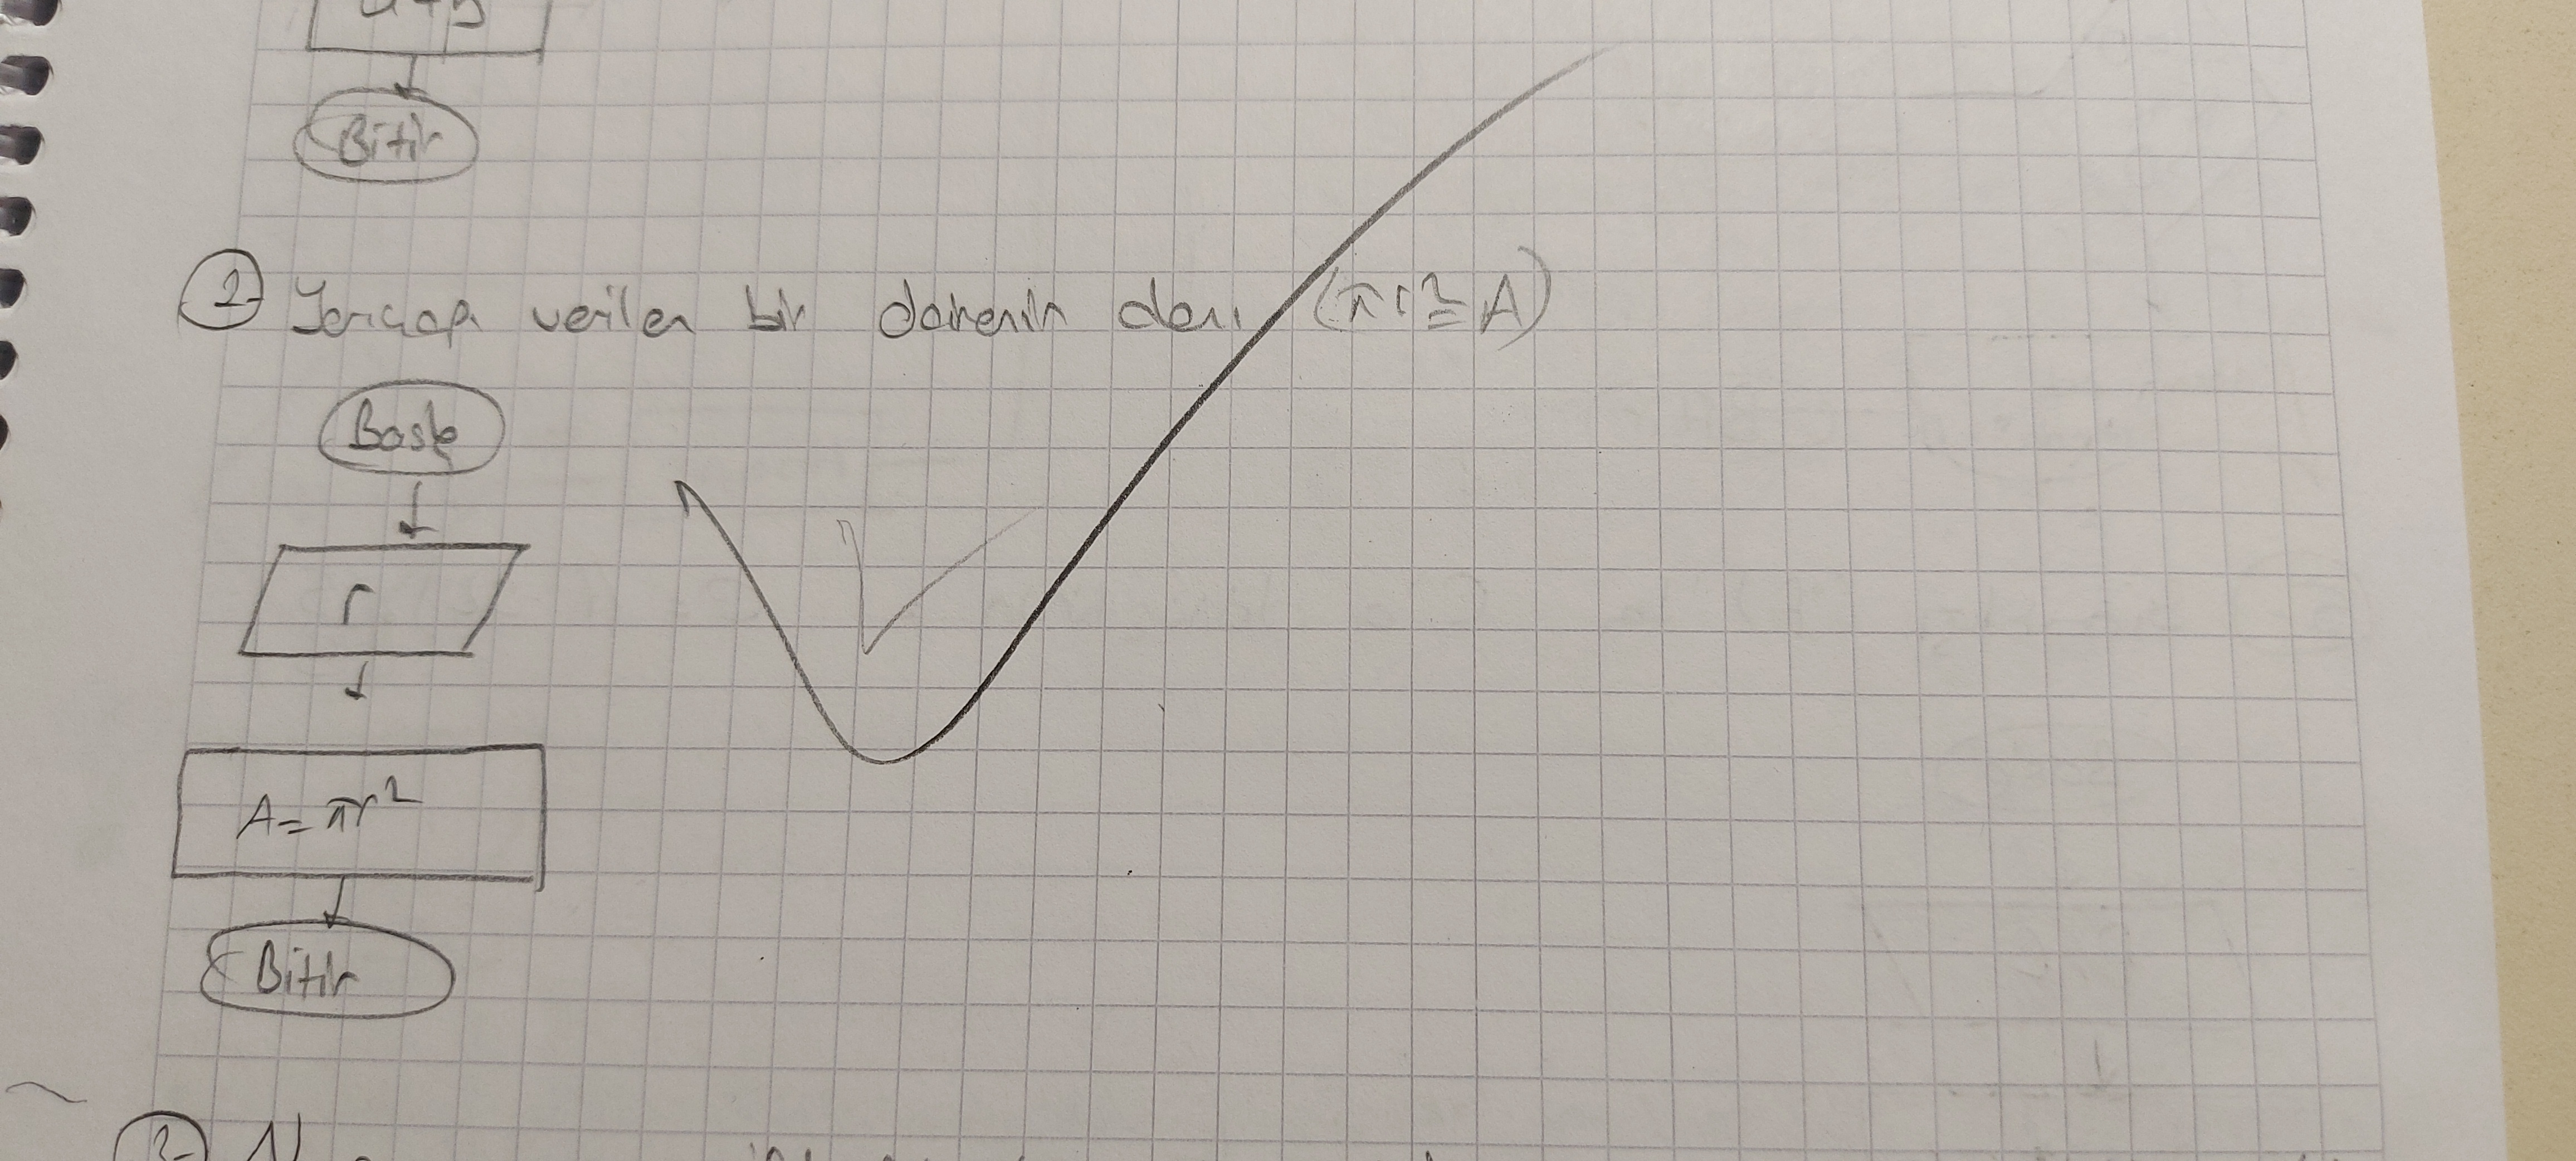 a+b
Bitir
2. Yarıçapı verilen bir dairenin alanı (πr²=A)
Başla
r
A=πr²
Bitir